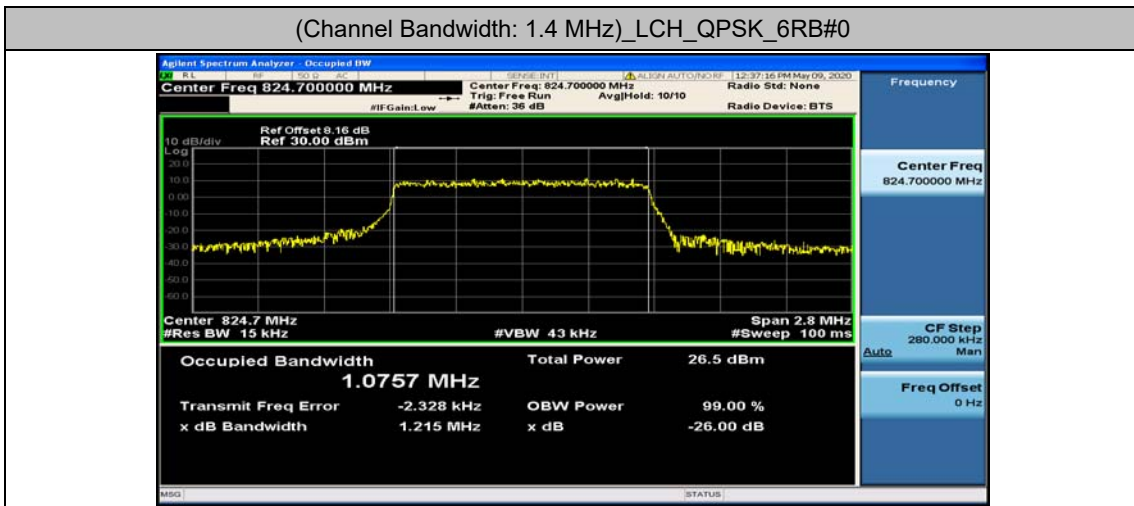 (Channel Bandwidth: 1.4 MHz)_LCH_QPSK_6RB#0
Agilent Spectrum Analyzer - Occupied BW
RL RF 50 Ω AC SENSE:INT ALIGN AUTO/NO RF 12:37:16 PM May 09, 2020
Center Freq 824.700000 MHz Center Freq: 824.700000 MHz Radio Std: None
Trig: Free Run Avg|Hold: 10/10
#IFGain:Low #Atten: 36 dB Radio Device: BTS
Ref Offset 8.16 dB
10 dB/div Ref 30.00 dBm
Log
20.0
10.0
0.00
-10.0
-20.0
-30.0
-40.0
-50.0
-60.0
Center 824.7 MHz Span 2.8 MHz
#Res BW 15 kHz #VBW 43 kHz #Sweep 100 ms
Occupied Bandwidth Total Power 26.5 dBm
1.0757 MHz
Transmit Freq Error -2.328 kHz OBW Power 99.00 %
x dB Bandwidth 1.215 MHz x dB -26.00 dB
MSG STATUS
Frequency
Center Freq
824.700000 MHz
CF Step
280.000 kHz
Auto Man
Freq Offset
0 Hz